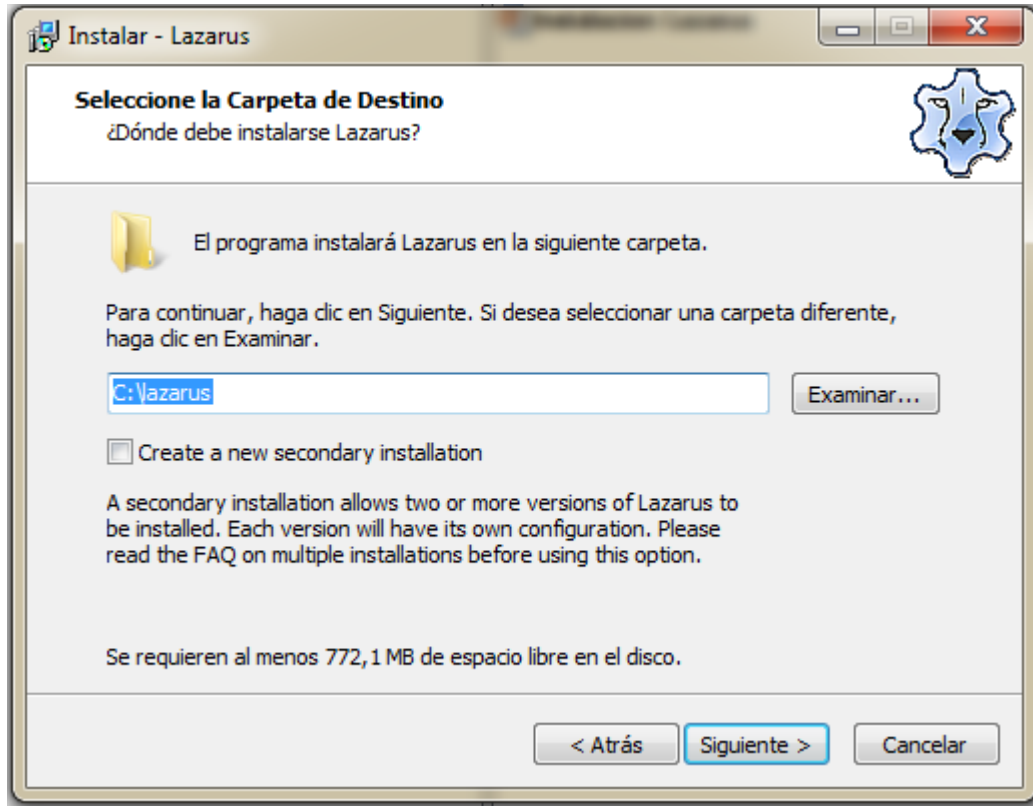 Instalar - Lazarus
Seleccione la Carpeta de Destino
¿Dónde debe instalarse Lazarus?
El programa instalará Lazarus en la siguiente carpeta.
Para continuar, haga clic en Siguiente. Si desea seleccionar una carpeta diferente,
haga clic en Examinar.
C:\lazarus
Examinar...
Create a new secondary installation
A secondary installation allows two or more versions of Lazarus to
be installed. Each version will have its own configuration. Please
read the FAQ on multiple installations before using this option.
Se requieren al menos 772,1 MB de espacio libre en el disco.
< Atrás
Siguiente >
Cancelar